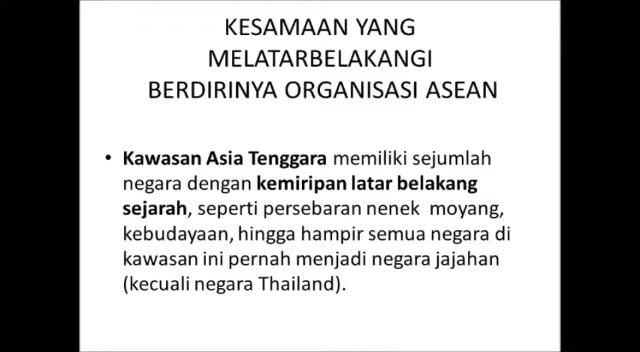 KESAMAAN YANG
MELATARBELAKANGI
BERDIRINYA ORGANISASI ASEAN
• Kawasan Asia Tenggara memiliki sejumlah
negara dengan kemiripan latar belakang
sejarah, seperti persebaran nenek moyang,
kebudayaan, hingga hampir semua negara di
kawasan ini pernah menjadi negara jajahan
(kecuali negara Thailand).